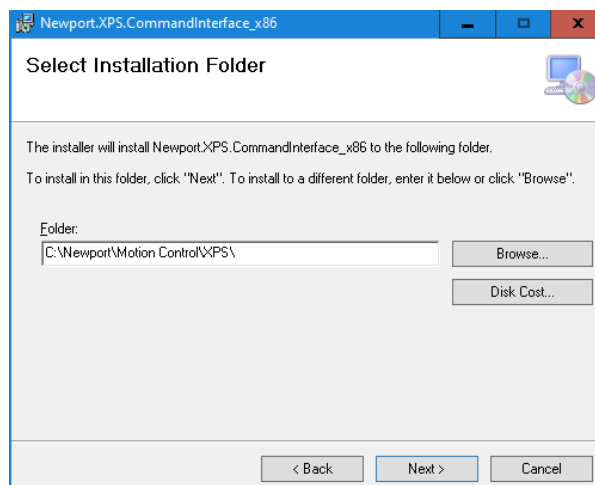 Newport.XPS.CommandInterface_x86
Select Installation Folder
The installer will install Newport.XPS.CommandInterface_x86 to the following folder.
To install in this folder, click "Next". To install to a different folder, enter it below or click "Browse".
Folder:
C:\Newport\Motion Control\XPS\
Browse...
Disk Cost...
< Back
Next >
Cancel